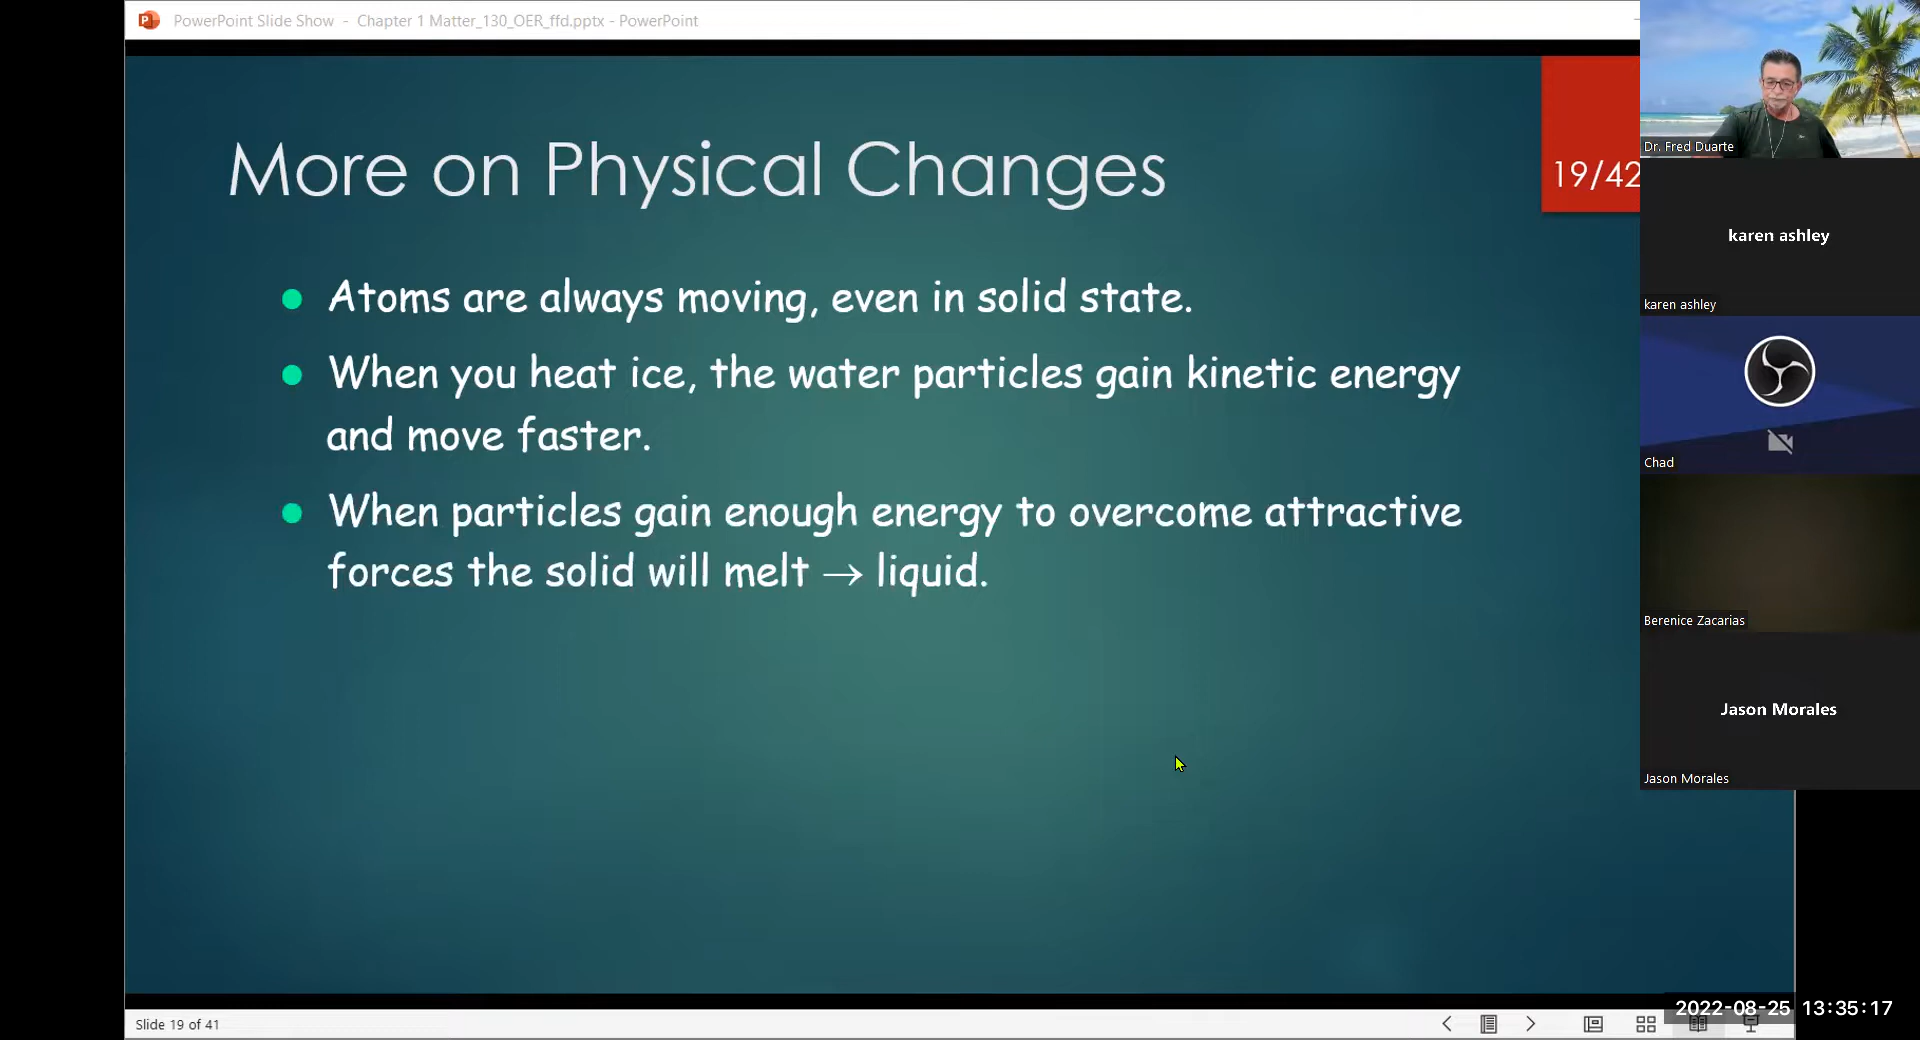 PowerPoint Slide Show - Chapter 1 Matter_130_OER_ffd.pptx - PowerPoint
More on Physical Changes
19/42
• Atoms are always moving, even in solid state.
• When you heat ice, the water particles gain kinetic energy
and move faster.
• When particles gain enough energy to overcome attractive
forces the solid will melt → liquid.
Dr. Fred Duarte
karen ashley
karen ashley
Chad
Berenice Zacarias
Jason Morales
Jason Morales
Slide 19 of 41
2022-08-25 13:35:17